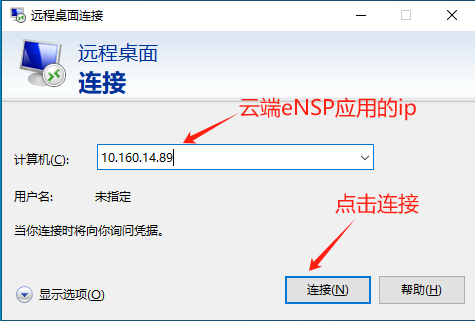 远程桌面连接
远程桌面
连接
云端eNSP应用的ip
计算机(C):
10.160.14.89
用户名:
未指定
点击连接
当你连接时将向你询问凭据。
显示选项(O)
连接(N)
帮助(H)